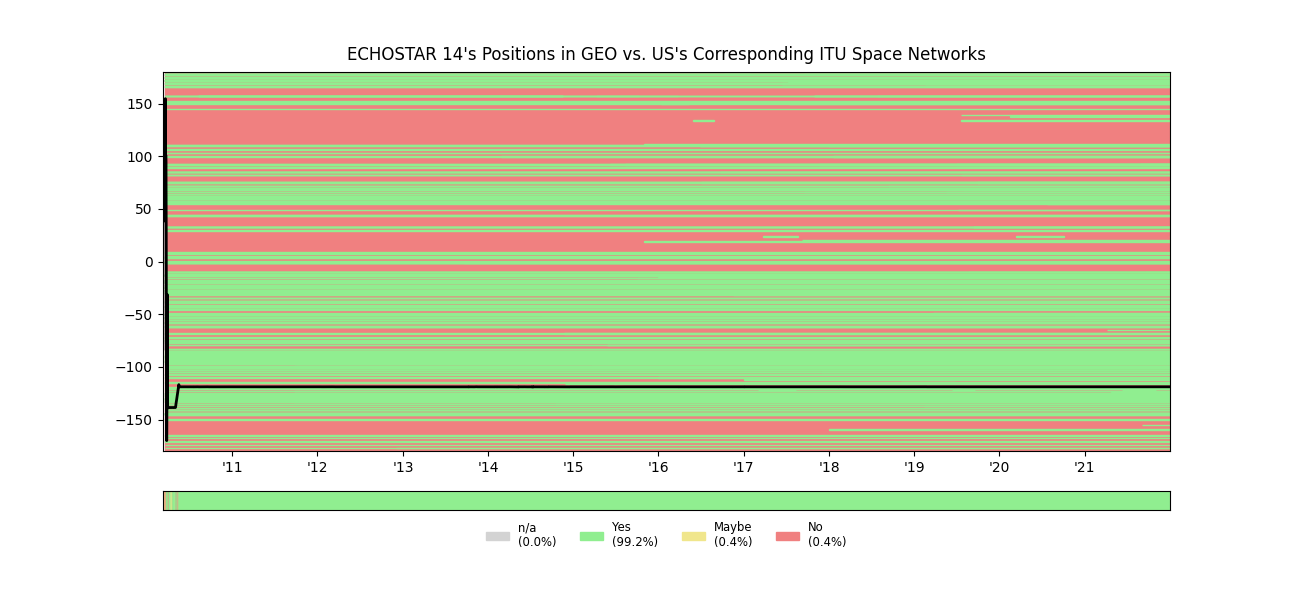 ECHOSTAR 14's Positions in GEO vs. US's Corresponding ITU Space Networks
150
100
50
0
−50
−100
−150
'11 '12 '13 '14 '15 '16 '17 '18 '19 '20 '21
n/a Yes Maybe No
(0.0%) (99.2%) (0.4%) (0.4%)